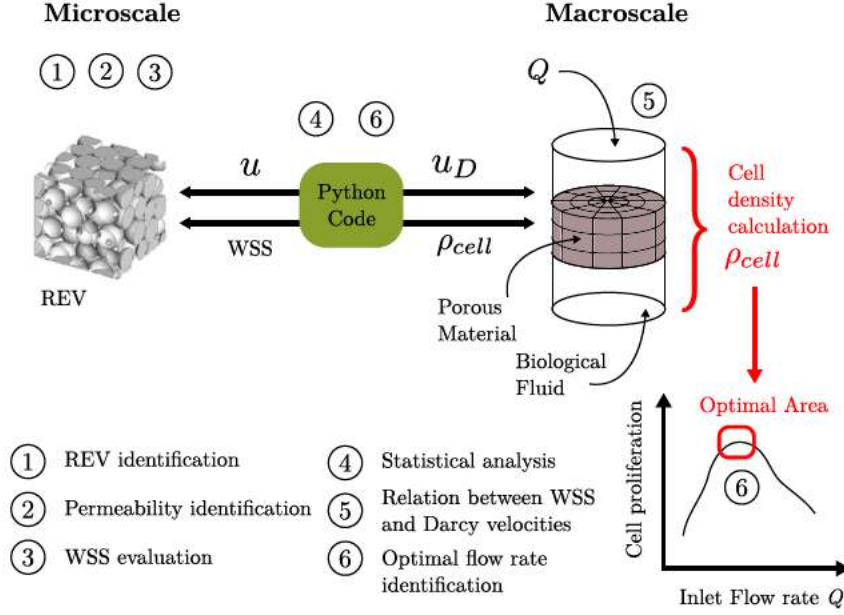 Microscale
Macroscale
① ② ③
④ ⑥
Q
⑤
u
Python
Code
u_D
WSS
ρ_cell
REV
Cell
density
calculation
ρ_cell
Porous
Material
Biological
Fluid
Optimal Area
⑥
Cell proliferation
Inlet Flow rate Q
① REV identification
② Permeability identification
③ WSS evaluation
④ Statistical analysis
⑤ Relation between WSS
and Darcy velocities
⑥ Optimal flow rate
identification